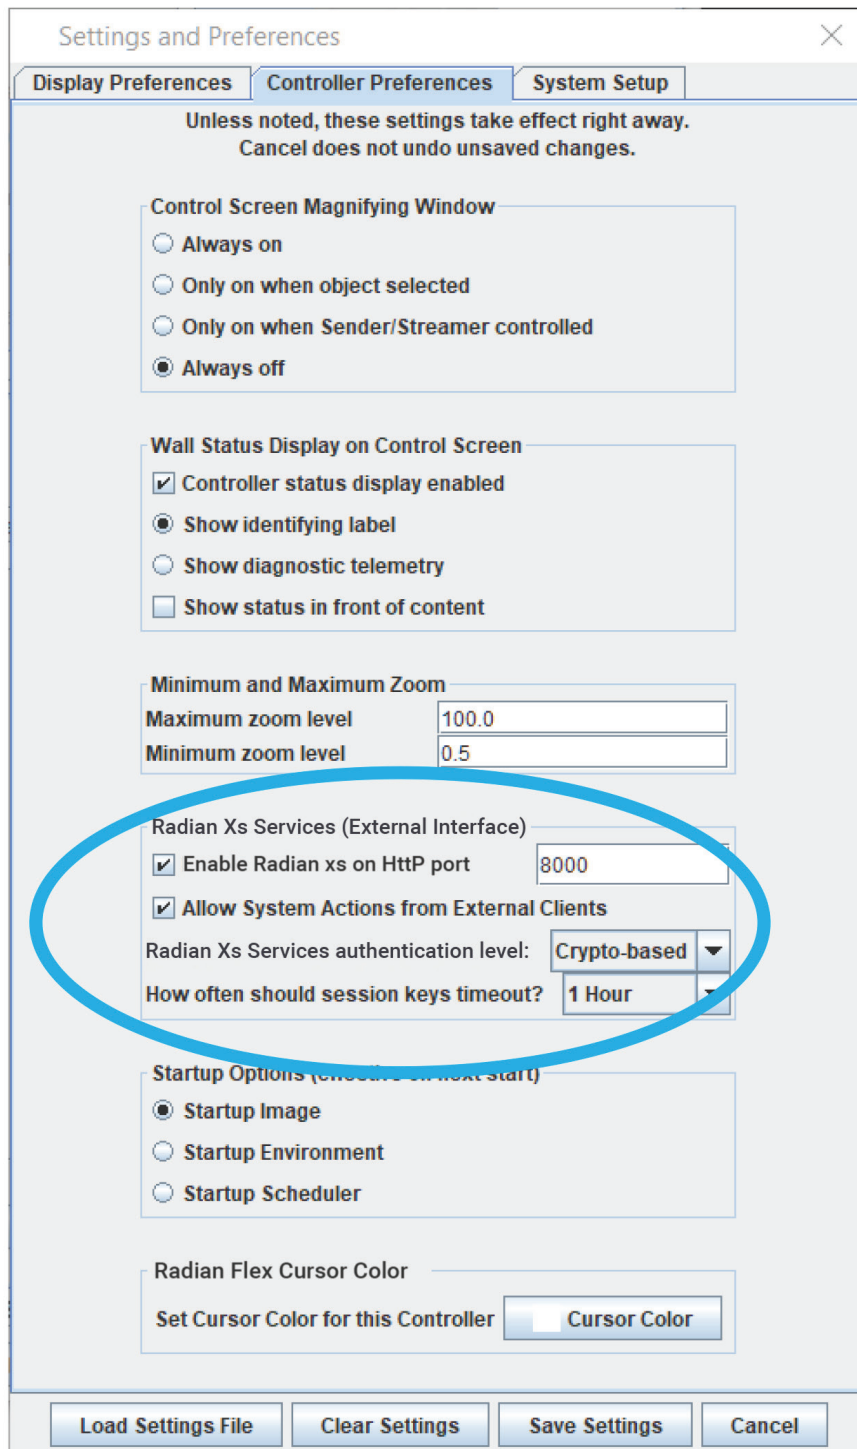 Settings and Preferences
Display Preferences
Controller Preferences
System Setup
Unless noted, these settings take effect right away.
Cancel does not undo unsaved changes.
Control Screen Magnifying Window
Always on
Only on when object selected
Only on when Sender/Streamer controlled
Always off
Wall Status Display on Control Screen
Controller status display enabled
Show identifying label
Show diagnostic telemetry
Show status in front of content
Minimum and Maximum Zoom
Maximum zoom level 100.0
Minimum zoom level 0.5
Radian Xs Services (External Interface)
Enable Radian xs on HttP port 8000
Allow System Actions from External Clients
Radian Xs Services authentication level: Crypto-based
How often should session keys timeout? 1 Hour
Startup Options (effective on next start)
Startup Image
Startup Environment
Startup Scheduler
Radian Flex Cursor Color
Set Cursor Color for this Controller Cursor Color
Load Settings File Clear Settings Save Settings Cancel